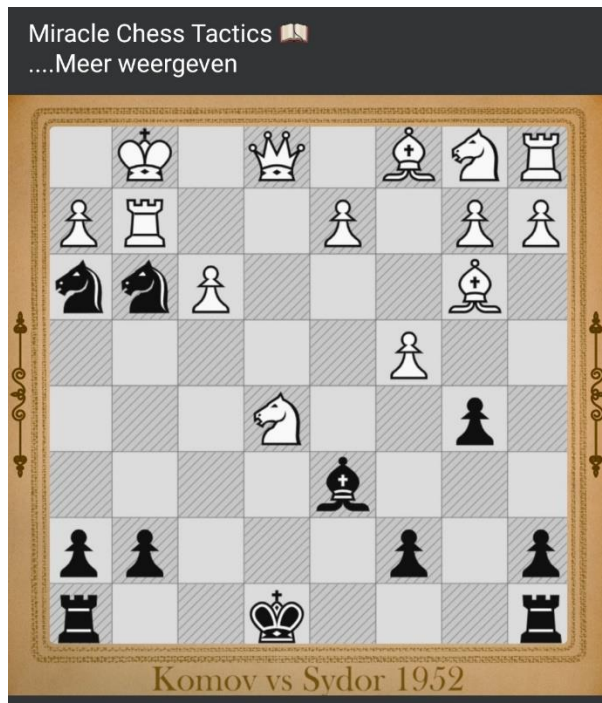 Miracle Chess Tactics 📖
....Meer weergeven
Komov vs Sydor 1952